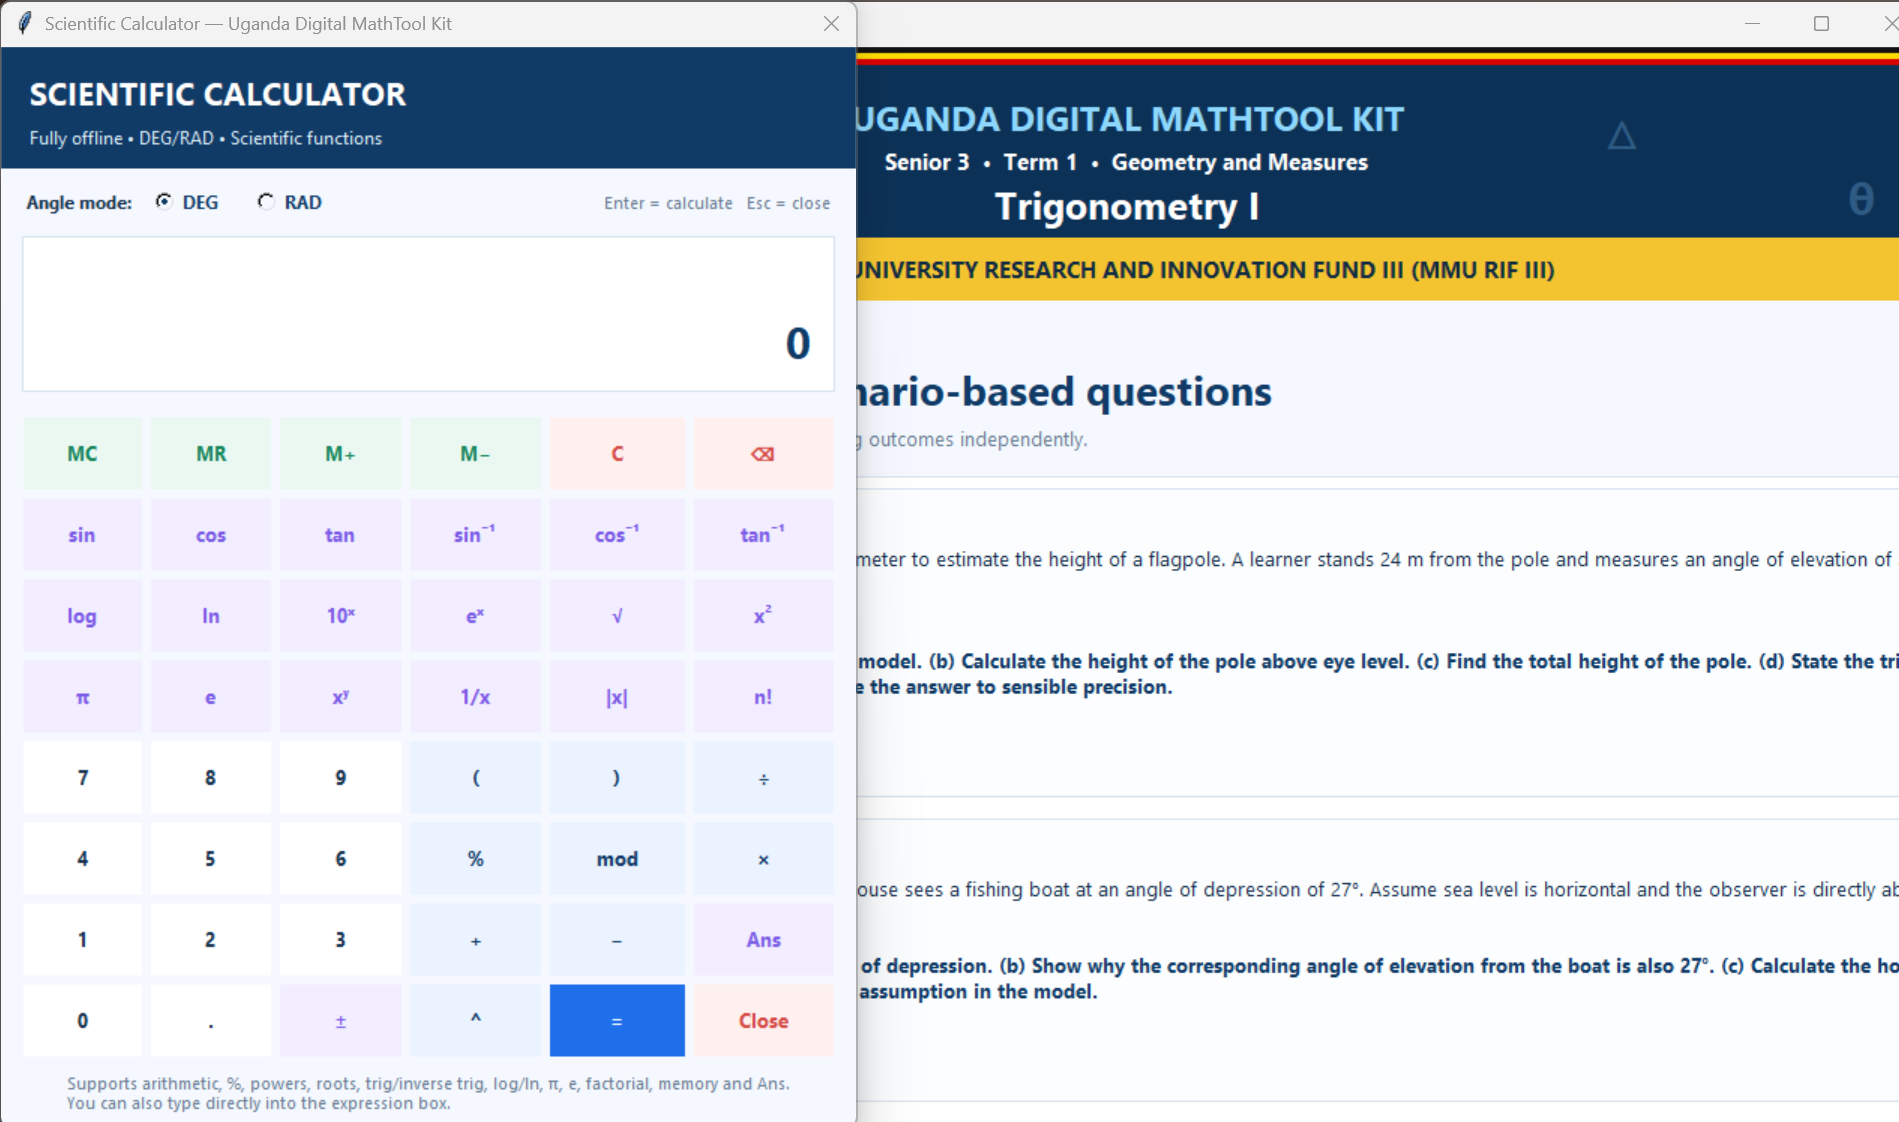 Scientific Calculator — Uganda Digital MathTool Kit
SCIENTIFIC CALCULATOR
Fully offline • DEG/RAD • Scientific functions
Angle mode: DEG RAD Enter = calculate Esc = close
0
MC MR M+ M− C ⌫
sin cos tan sin⁻¹ cos⁻¹ tan⁻¹
log ln 10ˣ eˣ √ x²
π e xʸ 1/x |x| n!
7 8 9 ( ) ÷
4 5 6 % mod ×
1 2 3 + − Ans
0 . ± ^ = Close
Supports arithmetic, %, powers, roots, trig/inverse trig, log/ln, π, e, factorial, memory and Ans.
You can also type directly into the expression box.
UGANDA DIGITAL MATHTOOL KIT
Senior 3 • Term 1 • Geometry and Measures
Trigonometry I
△
θ
UNIVERSITY RESEARCH AND INNOVATION FUND III (MMU RIF III)
nario-based questions
outcomes independently.
meter to estimate the height of a flagpole. A learner stands 24 m from the pole and measures an angle of elevation of
model. (b) Calculate the height of the pole above eye level. (c) Find the total height of the pole. (d) State the tri
e the answer to sensible precision.
ouse sees a fishing boat at an angle of depression of 27°. Assume sea level is horizontal and the observer is directly ab
of depression. (b) Show why the corresponding angle of elevation from the boat is also 27°. (c) Calculate the ho
assumption in the model.